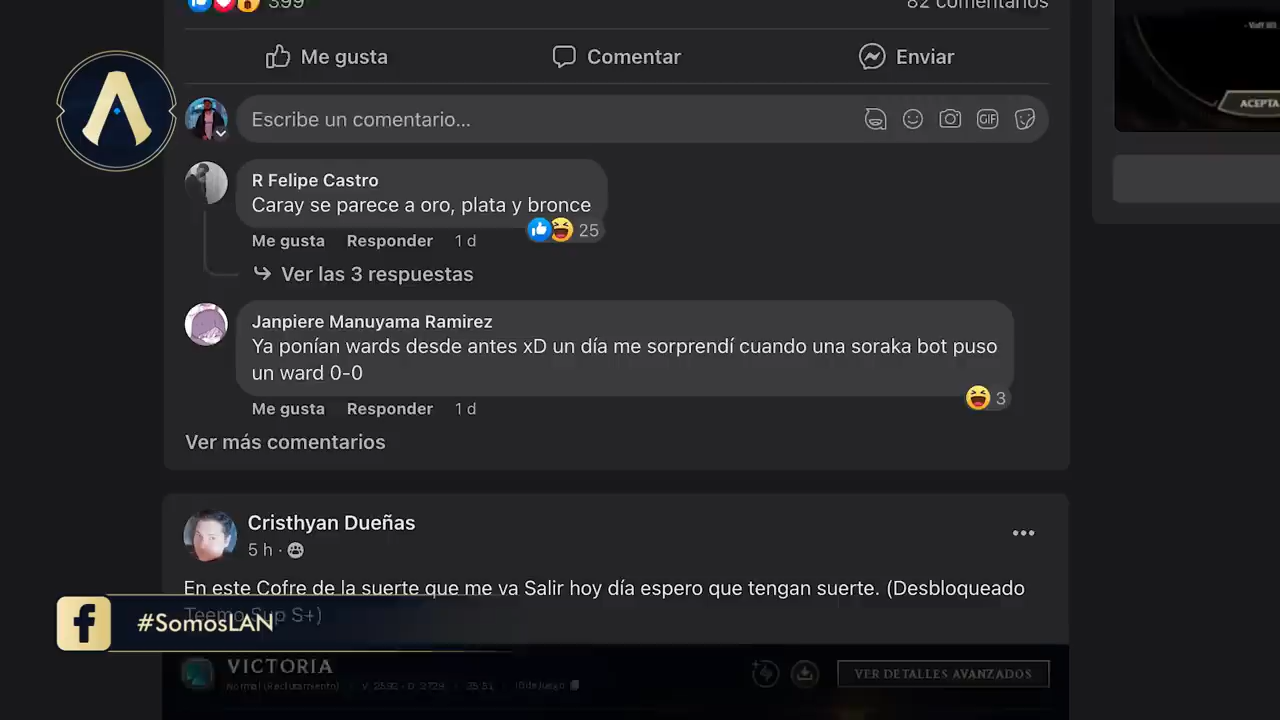 399
82 comentarios
Me gusta
Comentar
Enviar
Escribe un comentario...
GIF
R Felipe Castro
Caray se parece a oro, plata y bronce
25
Me gusta Responder 1 d
Ver las 3 respuestas
Janpiere Manuyama Ramirez
Ya ponían wards desde antes xD un día me sorprendí cuando una soraka bot puso
un ward 0-0
3
Me gusta Responder 1 d
Ver más comentarios
Cristhyan Dueñas
5 h ·
En este Cofre de la suerte que me va Salir hoy día espero que tengan suerte. (Desbloqueado
Teemo Sup S+)
#SomosLAN
VICTORIA
Normal (Reclutamiento)
VER DETALLES AVANZADOS
ACEPTA